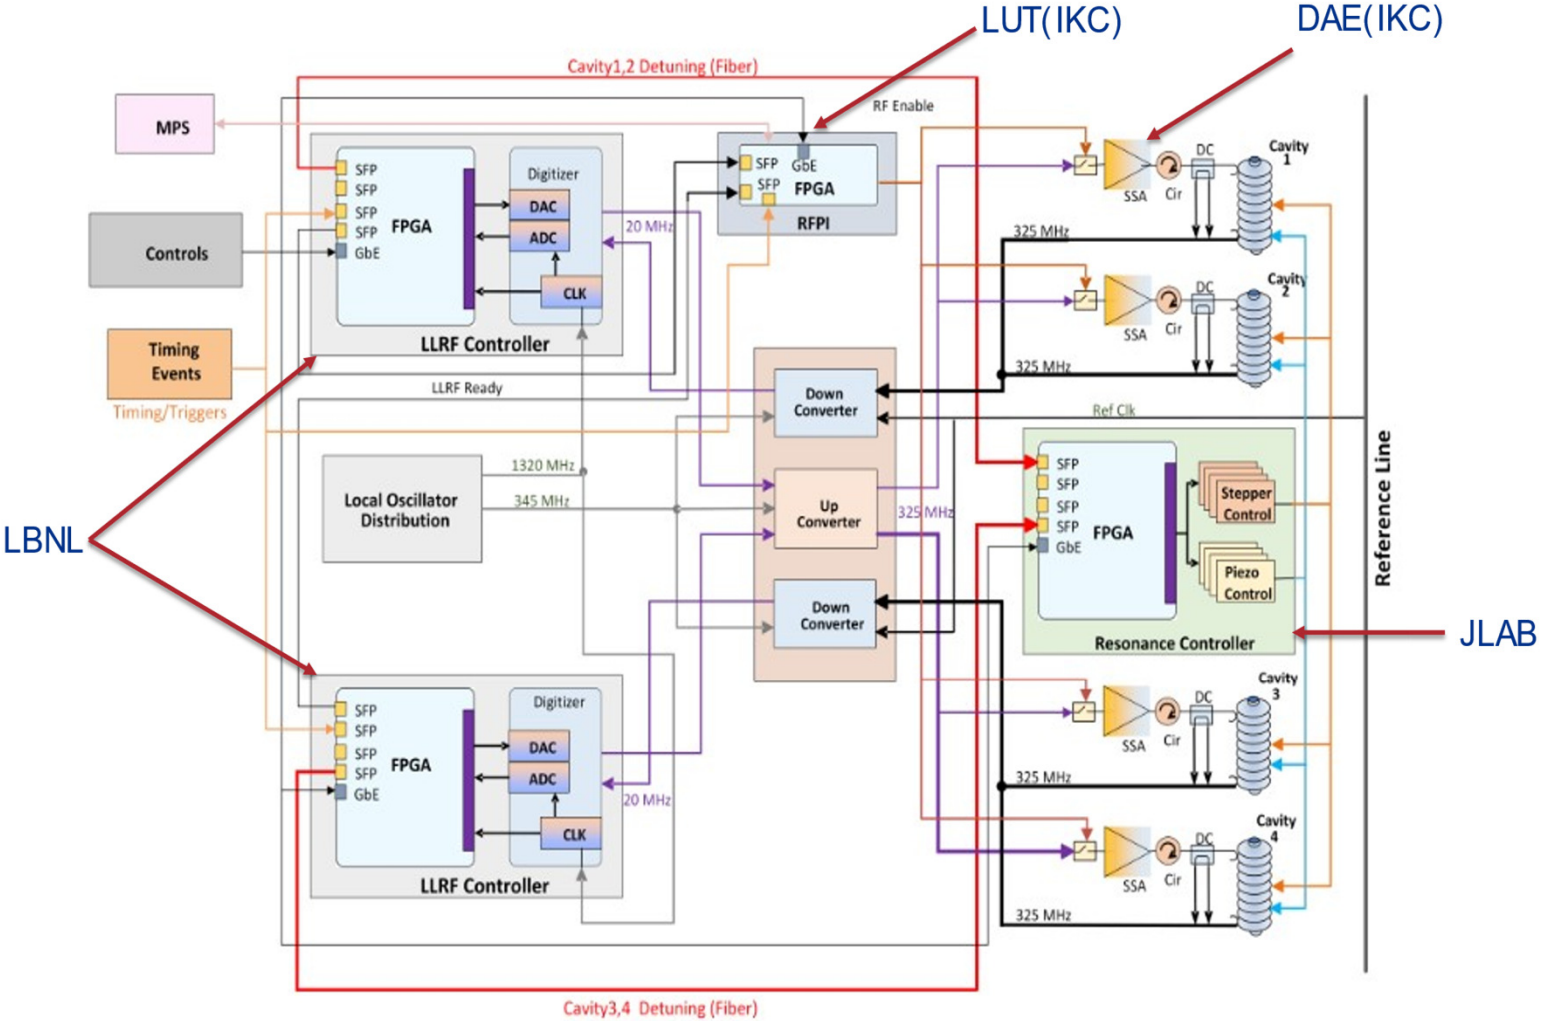 LUT(IKC)
DAE(IKC)
Cavity1,2 Detuning (Fiber)
RF Enable
MPS
SFP
SFP
SFP
SFP
GbE
FPGA
Digitizer
DAC
ADC
CLK
LLRF Controller
20 MHz
SFP
GbE
SFP
FPGA
RFPI
SSA
Cir
DC
Cavity
1
325 MHz
SSA
Cir
DC
Cavity
2
325 MHz
Controls
Timing
Events
Timing/Triggers
LLRF Ready
Down
Converter
Ref Clk
Local Oscillator
Distribution
1320 MHz
345 MHz
Up
Converter
325 MHz
Down
Converter
SFP
SFP
SFP
SFP
GbE
FPGA
Stepper
Control
Piezo
Control
Resonance Controller
Reference Line
LBNL
JLAB
SFP
SFP
SFP
SFP
GbE
FPGA
Digitizer
DAC
ADC
CLK
LLRF Controller
20 MHz
SSA
Cir
DC
Cavity
3
325 MHz
SSA
Cir
DC
Cavity
4
325 MHz
Cavity3,4 Detuning (Fiber)